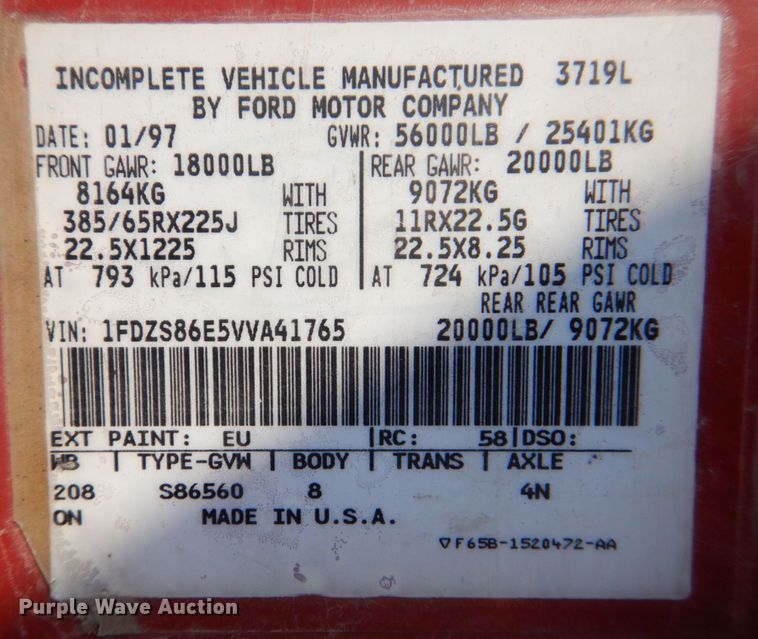 INCOMPLETE VEHICLE MANUFACTURED 3719L
BY FORD MOTOR COMPANY
DATE: 01/97 GVWR: 56000LB / 25401KG
FRONT GAWR: 18000LB REAR GAWR: 20000LB
8164KG WITH 9072KG WITH
385/65RX225J TIRES 11RX22.5G TIRES
22.5X1225 RIMS 22.5X8.25 RIMS
AT 793 kPa/115 PSI COLD AT 724 kPa/105 PSI COLD
REAR REAR GAWR
VIN: 1FDZS86E5VVA41765 20000LB/ 9072KG
EXT PAINT: EU RC: 58 DSO:
WB TYPE-GVW BODY TRANS AXLE
208 S86560 8 4N
ON MADE IN U.S.A.
F65B-1520472-AA
Purple Wave Auction